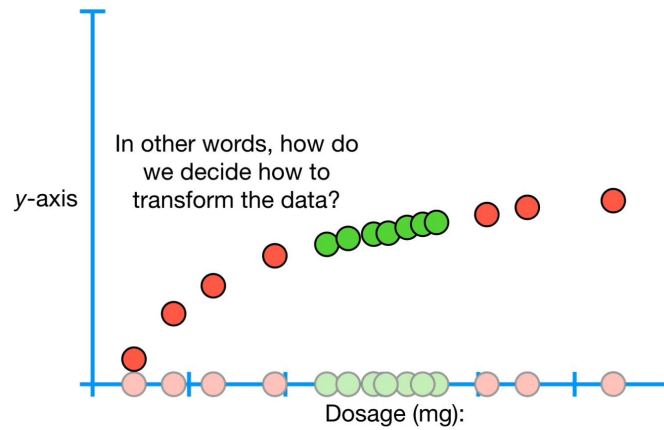 In other words, how do
we decide how to
transform the data?
y-axis
Dosage (mg):